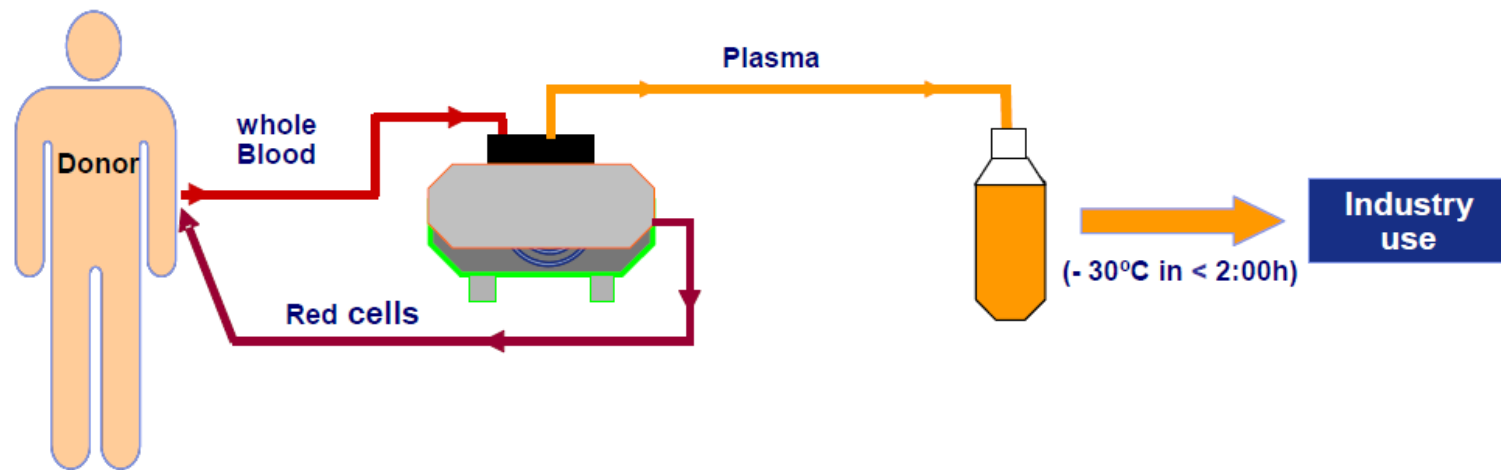 Plasma
whole
Blood
Donor
Industry
use
(- 30ºC in < 2:00h)
Red cells